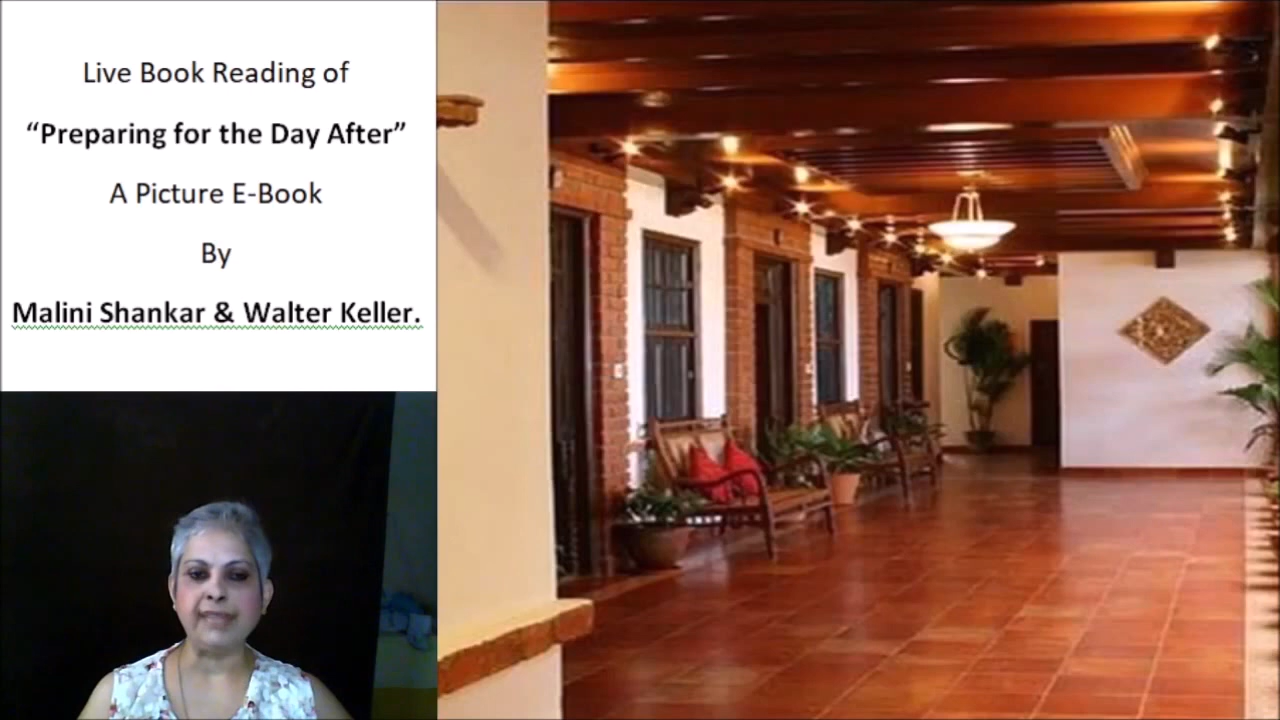 Live Book Reading of
“Preparing for the Day After”
A Picture E-Book
By
Malini Shankar & Walter Keller.